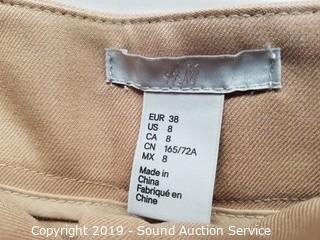 H&M
EUR 38
US 8
CA 8
CN 165/72A
MX 8
Made in
China
Fabriqué en
Chine
Copyright 2019 - Sound Auction Service